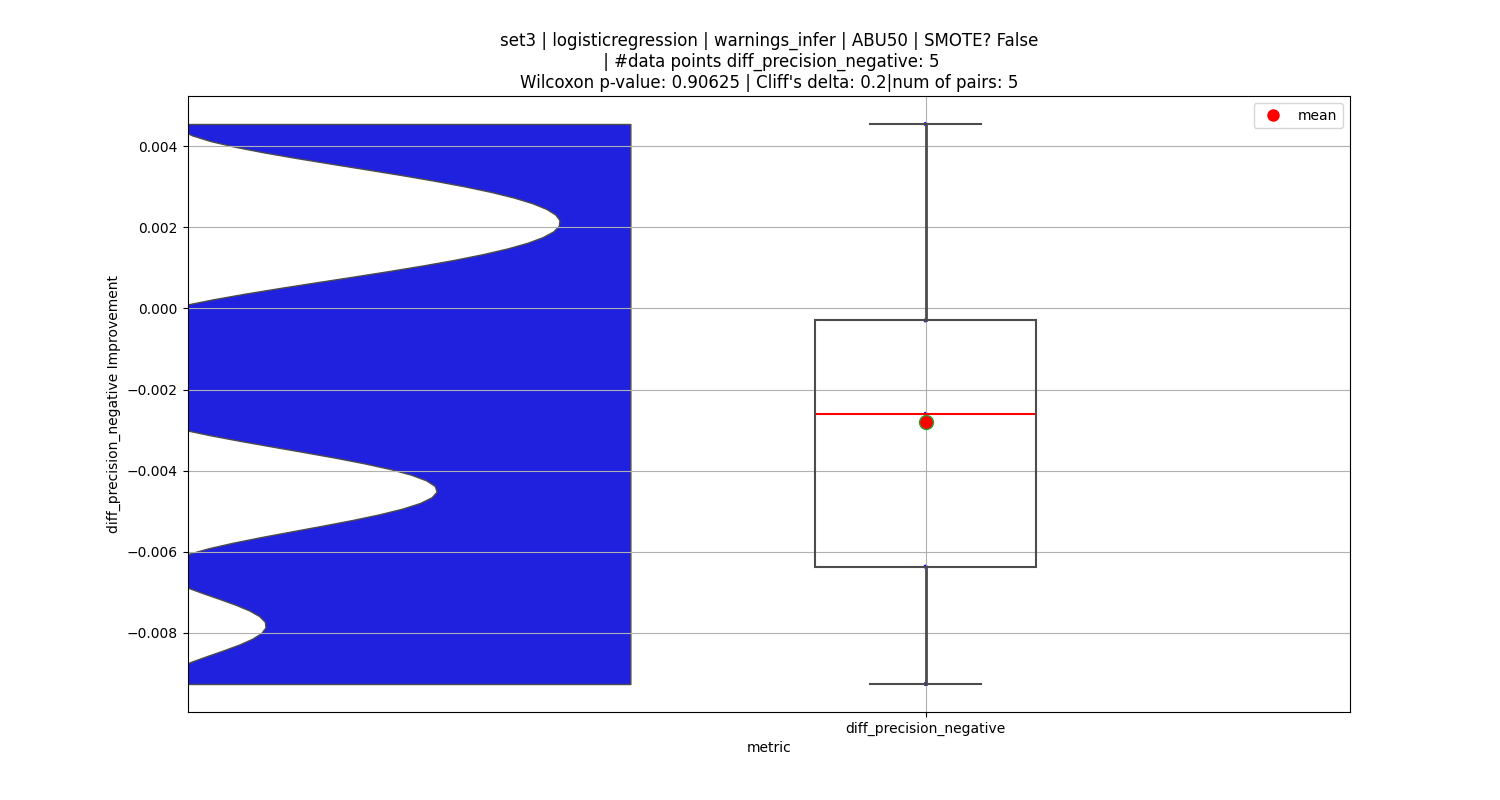 set3 | logisticregression | warnings_infer | ABU50 | SMOTE? False
| #data points diff_precision_negative: 5
Wilcoxon p-value: 0.90625 | Cliff's delta: 0.2|num of pairs: 5
mean
0.004
0.002
0.000
−0.002
−0.004
−0.006
−0.008
diff_precision_negative Improvement
diff_precision_negative
metric